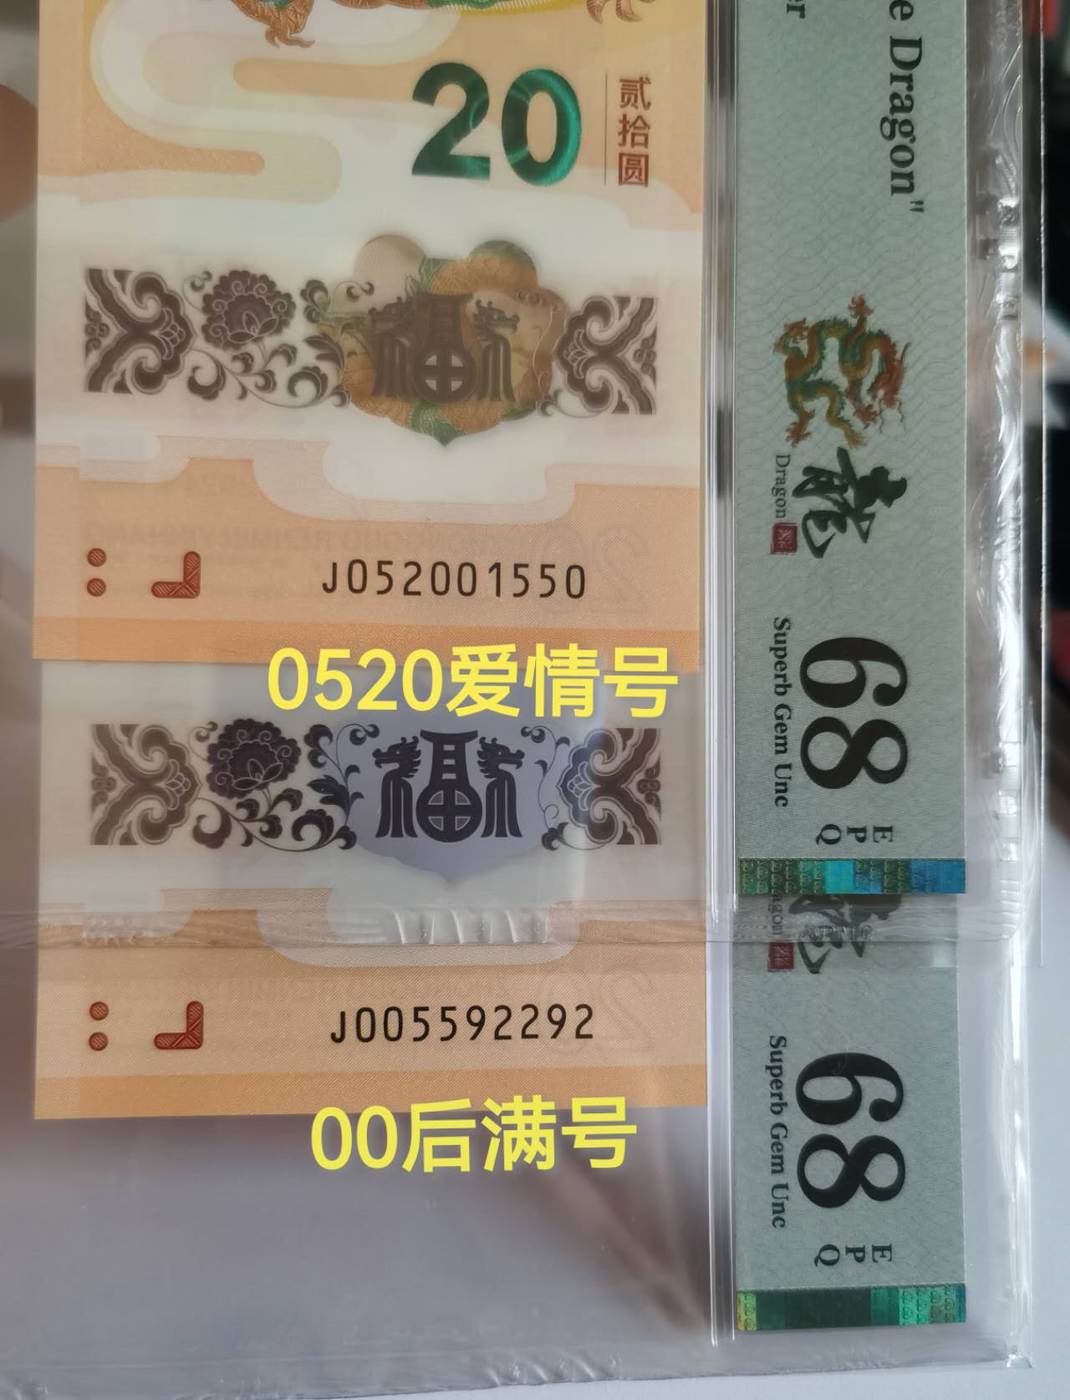 20
贰拾圆
福
J052001550
0520爱情号
福
J005592292
00后满号
e Dragon"
er
龍
Dragon
68
Superb Gem Unc
EPQ
68
Superb Gem Unc
EPQ